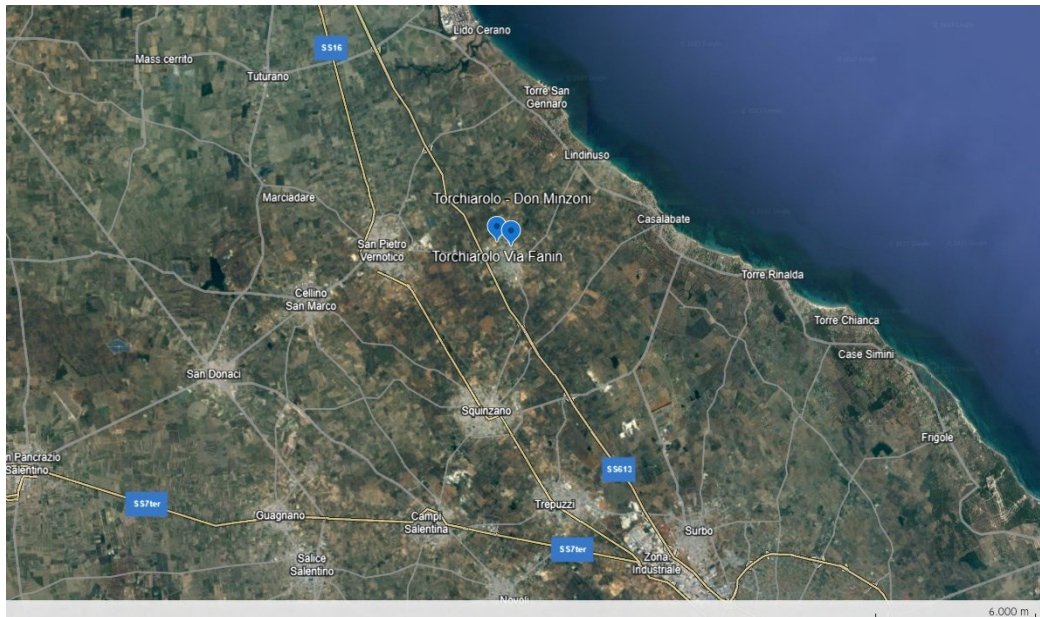 Lido Cerano
SS16
Mass.cerrito
Tuturano
Torre San
Gennaro
Lindinuso
Marciadare
Torchiarolo - Don Minzoni
Casalabate
San Pietro
Vernotico
Torchiarolo Via Fanin
Torre Rinalda
Cellino
San Marco
Torre Chianca
Case Simini
San Donaci
Squinzano
Frigole
n Pancrazio
Salentino
SS613
SS7ter
Trepuzzi
Guagnano
Campi
Salentina
Surbo
SS7ter
Zona
Industriale
Salice
Salentino
6.000 m